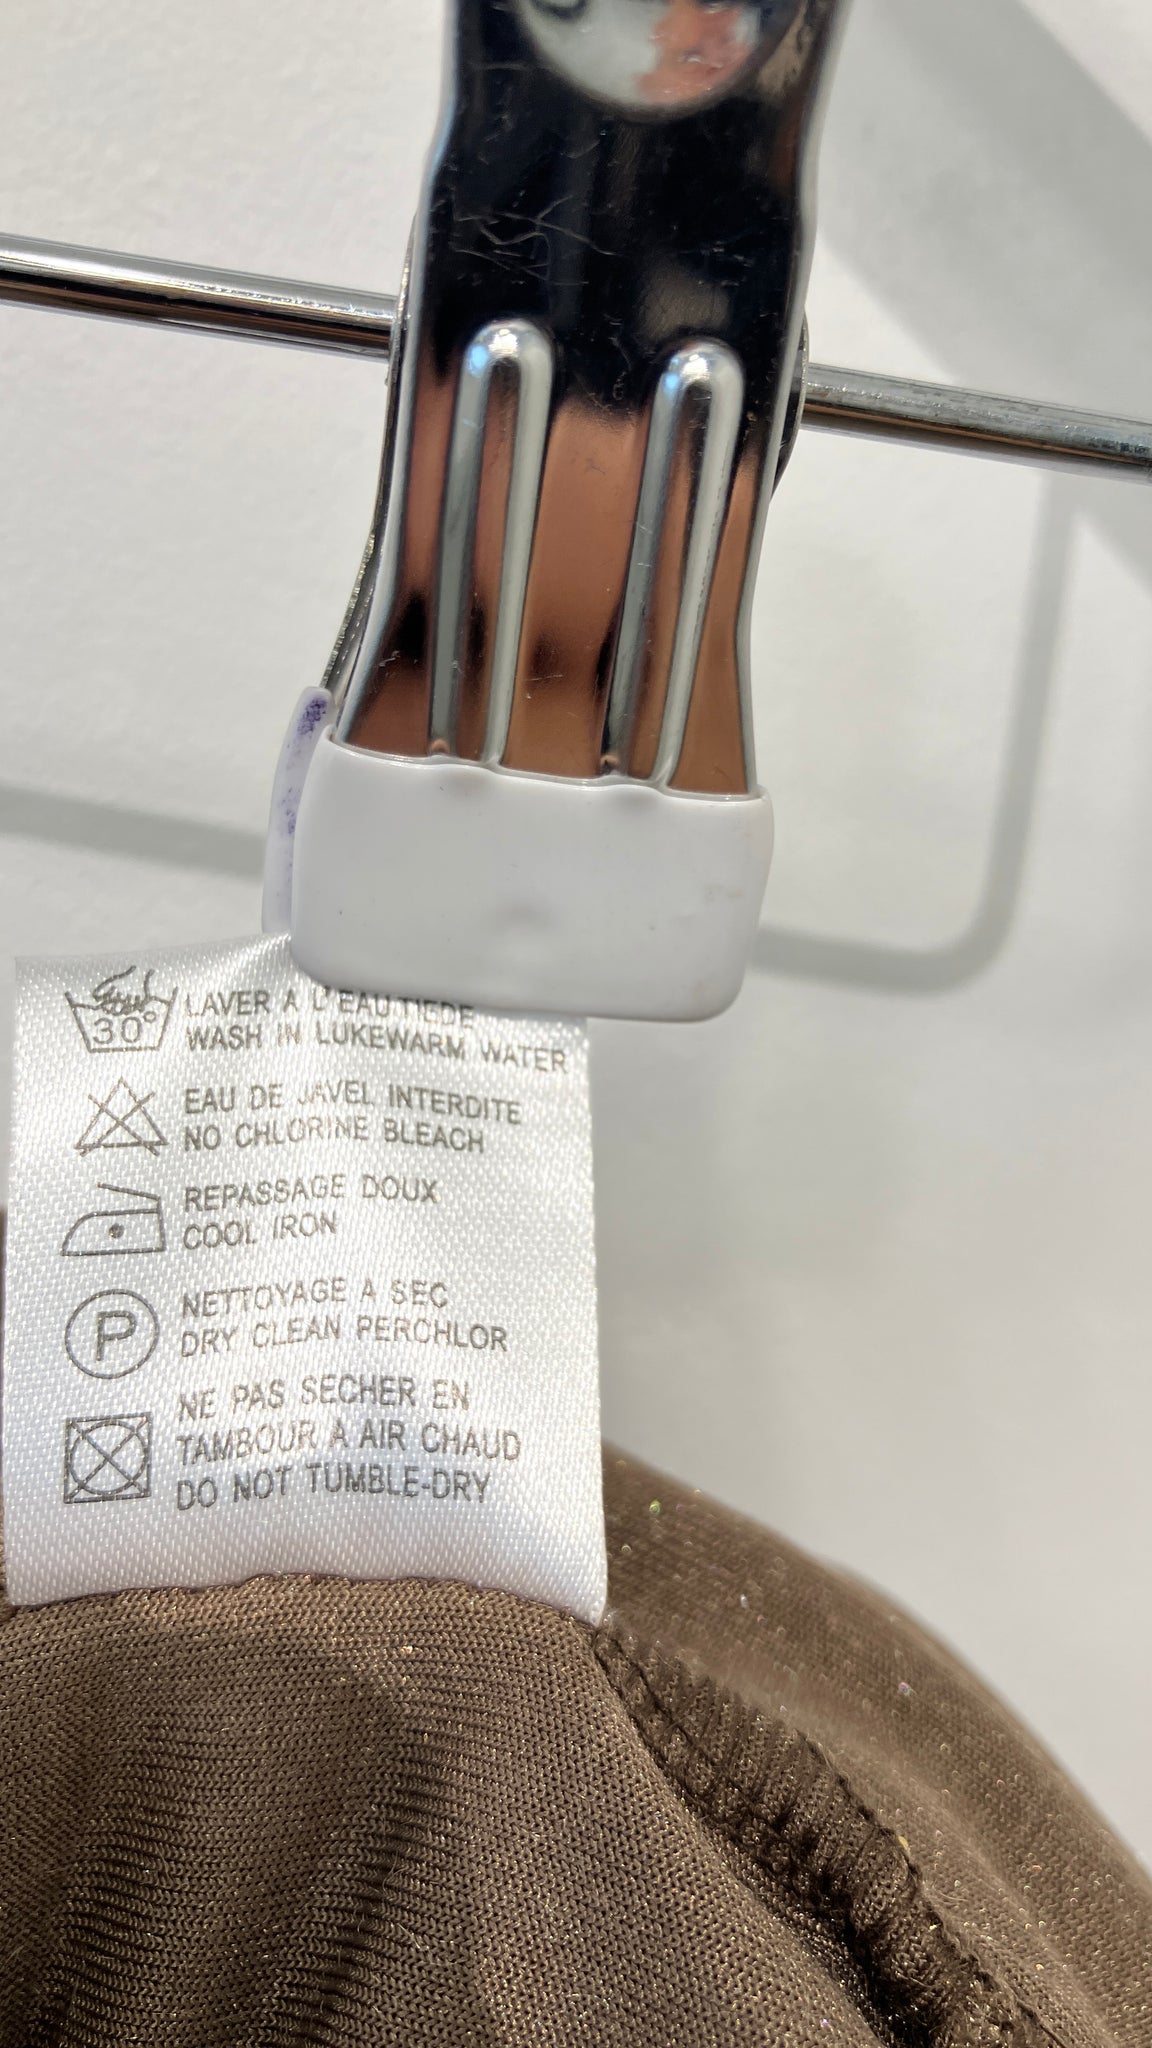 30°
LAVER A L'EAU TIEDE
WASH IN LUKEWARM WATER
EAU DE JAVEL INTERDITE
NO CHLORINE BLEACH
REPASSAGE DOUX
COOL IRON
P
NETTOYAGE A SEC
DRY CLEAN PERCHLOR
NE PAS SECHER EN
TAMBOUR A AIR CHAUD
DO NOT TUMBLE-DRY